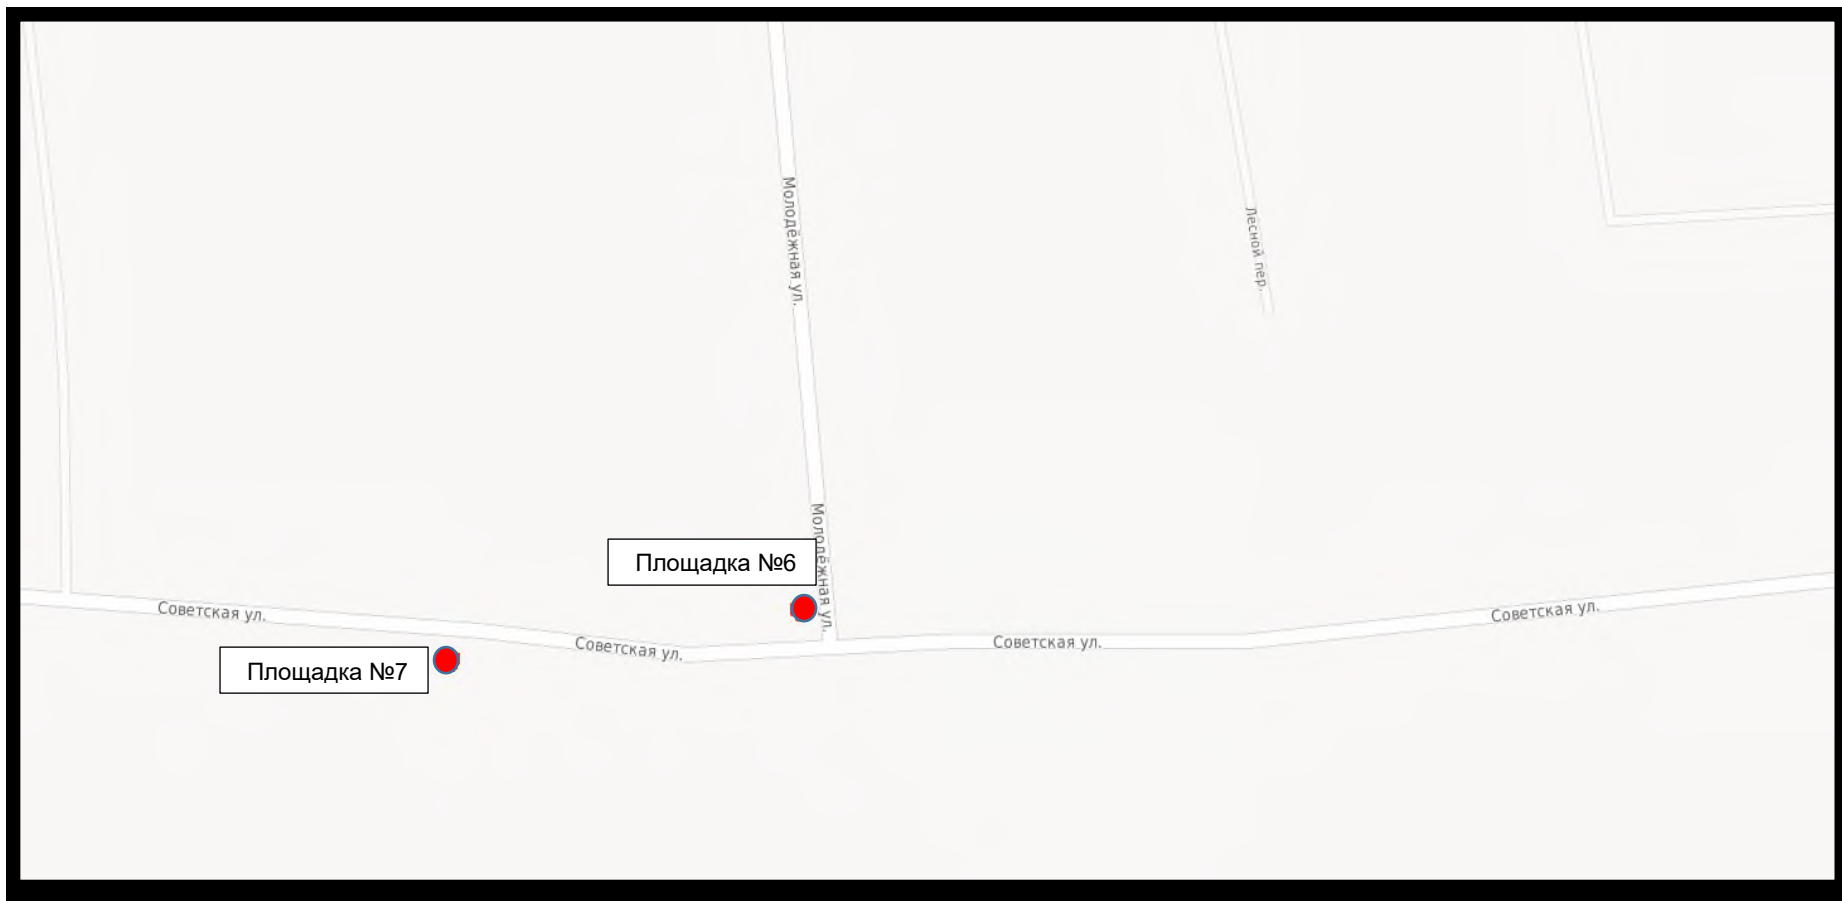 Молодёжная ул.
Лесной пер.
Молодёжная ул.
Площадка №6
Советская ул.
Советская ул.
Советская ул.
Советская ул.
Площадка №7